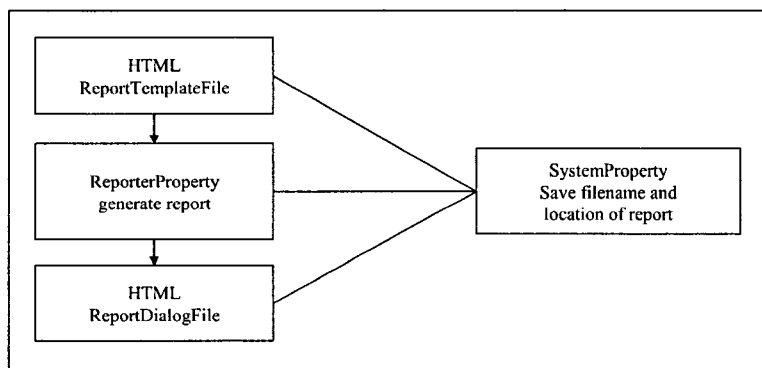 HTML
ReportTemplateFile
ReporterProperty
generate report
HTML
ReportDialogFile
SystemProperty
Save filename and
location of report